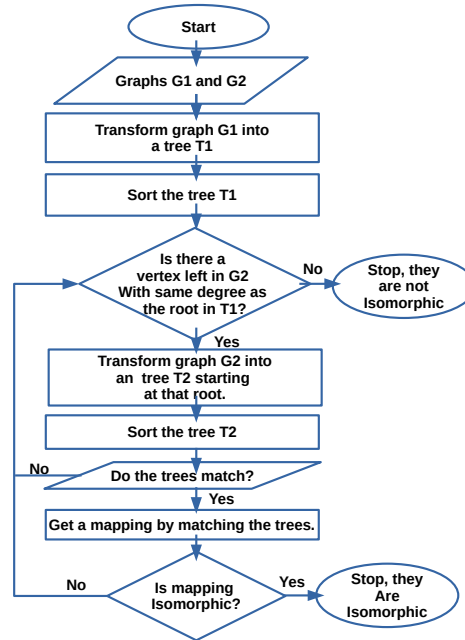 Start
Graphs G1 and G2
Transform graph G1 into
a tree T1
Sort the tree T1
Is there a
vertex left in G2
With same degree as
the root in T1?
No
Stop, they
are not
Isomorphic
Yes
Transform graph G2 into
an tree T2 starting
at that root.
Sort the tree T2
No
Do the trees match?
Yes
Get a mapping by matching the trees.
No
Is mapping
Isomorphic?
Yes
Stop, they
Are
Isomorphic